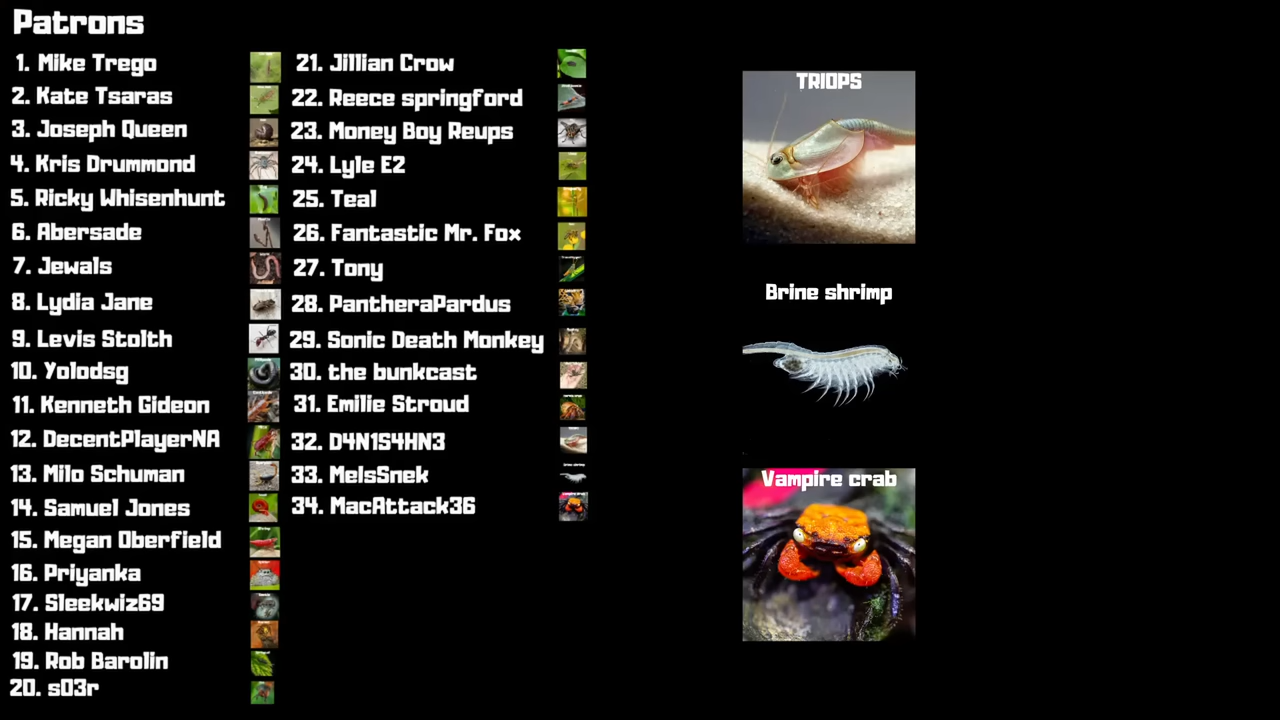 Patrons
1. Mike Trego
2. Kate Tsaras
3. Joseph Queen
4. Kris Drummond
5. Ricky Whisenhunt
6. Abersade
7. Jewals
8. Lydia Jane
9. Levis Stolth
10. Yolodsg
11. Kenneth Gideon
12. DecentPlayerNA
13. Milo Schuman
14. Samuel Jones
15. Megan Oberfield
16. Priyanka
17. Sleekwiz69
18. Hannah
19. Rob Barolin
20. s03r
21. Jillian Crow
22. Reece springford
23. Money Boy Reups
24. Lyle E2
25. Teal
26. Fantastic Mr. Fox
27. Tony
28. PantheraPardus
29. Sonic Death Monkey
30. the bunkcast
31. Emilie Stroud
32. D4N1S4HN3
33. MelsSnek
34. MacAttack36
TRIOPS
Brine shrimp
Vampire crab